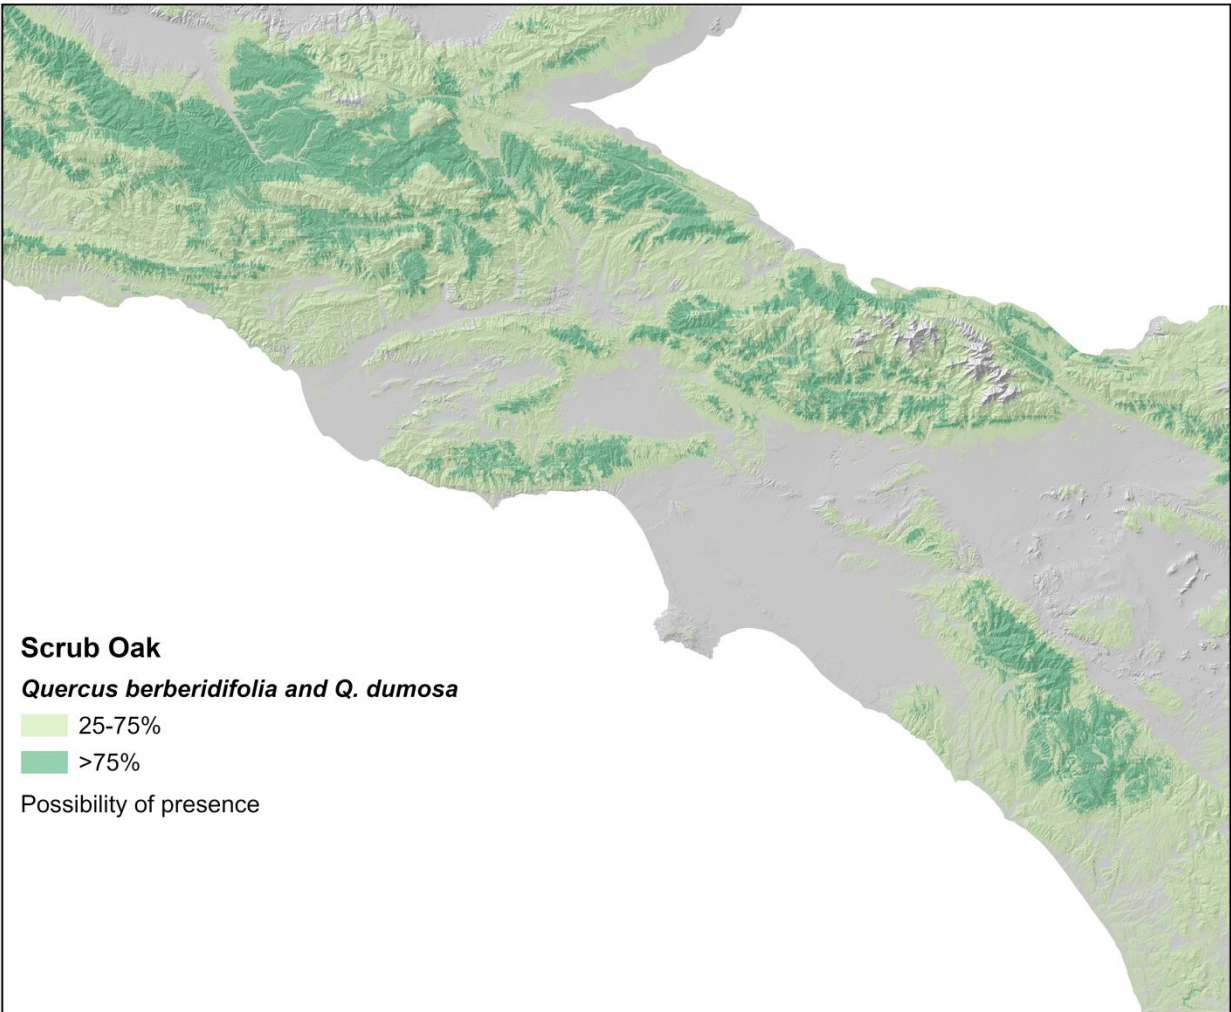 Scrub Oak
Quercus berberidifolia and Q. dumosa
25-75%
>75%
Possibility of presence